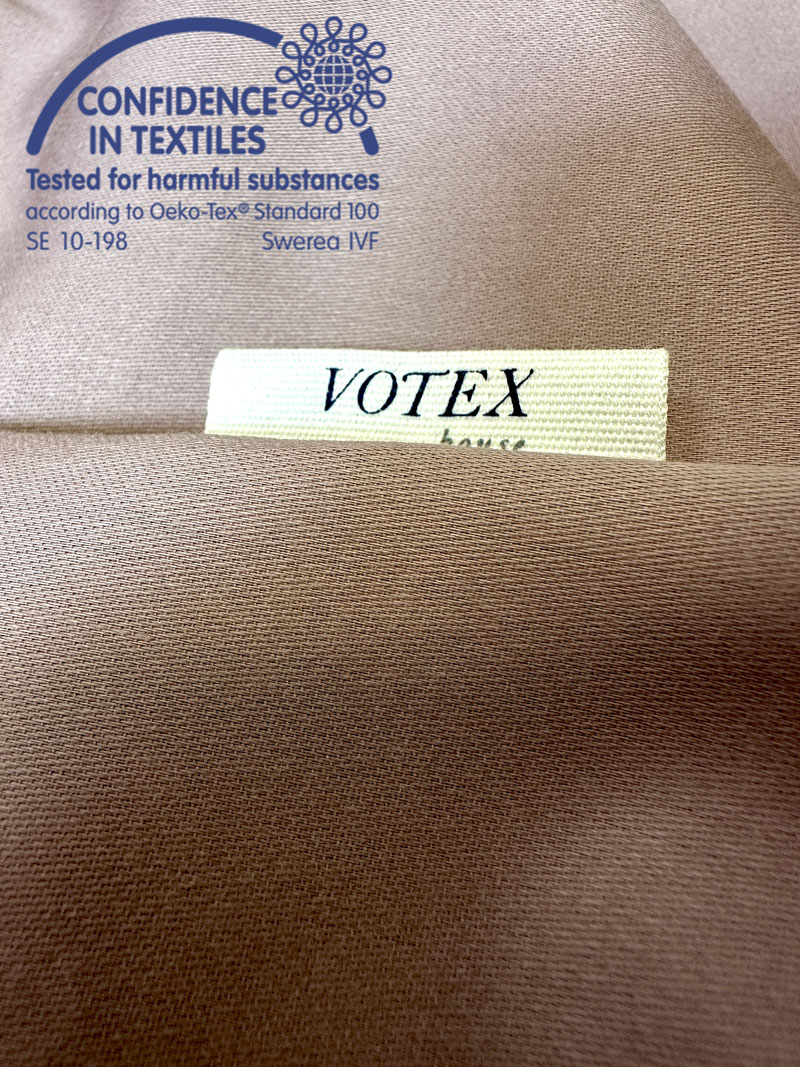 CONFIDENCE
IN TEXTILES
Tested for harmful substances
according to Oeko-Tex® Standard 100
SE 10-198 Swerea IVF
VOTEX
house